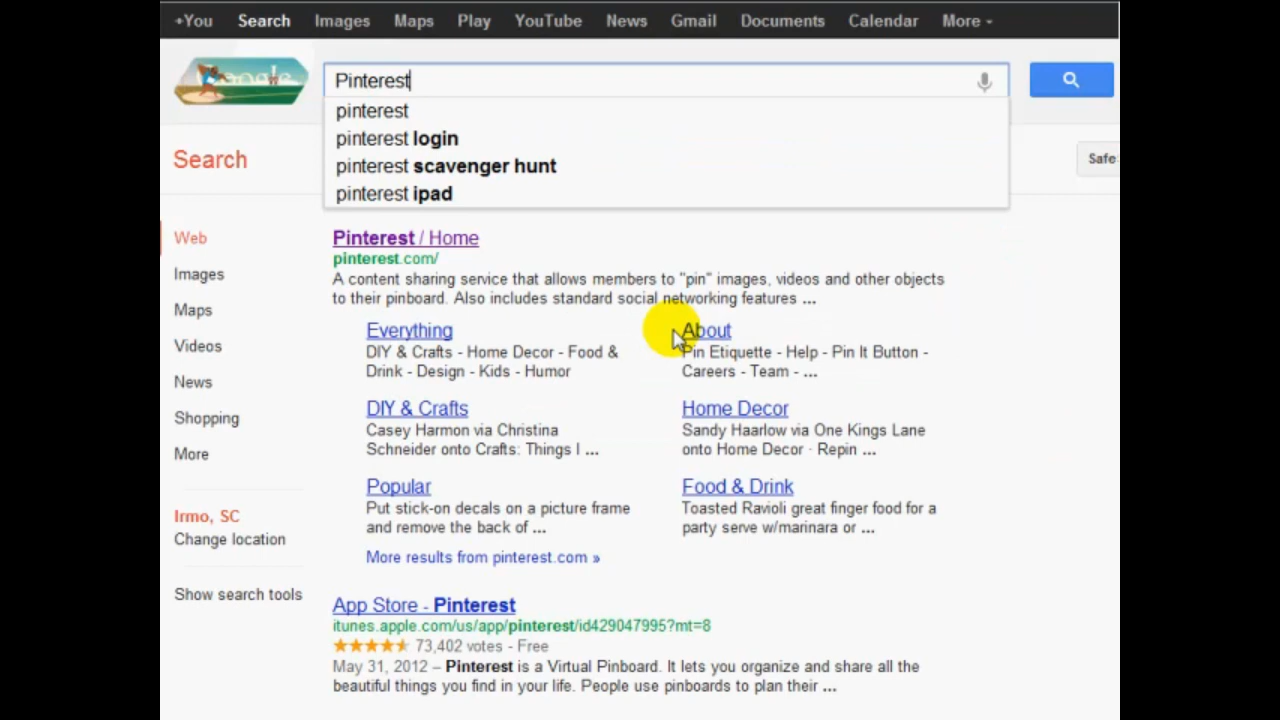 +You Search Images Maps Play YouTube News Gmail Documents Calendar More
Google
Pinterest
pinterest
pinterest login
pinterest scavenger hunt
pinterest ipad
Search
Safe
Web
Images
Maps
Videos
News
Shopping
More
Irmo, SC
Change location
Show search tools
Pinterest / Home
pinterest.com/
A content sharing service that allows members to "pin" images, videos and other objects
to their pinboard. Also includes standard social networking features ...
Everything
DIY & Crafts - Home Decor - Food &
Drink - Design - Kids - Humor
About
Pin Etiquette - Help - Pin It Button -
Careers - Team - ...
DIY & Crafts
Casey Harmon via Christina
Schneider onto Crafts: Things I ...
Home Decor
Sandy Haarlow via One Kings Lane
onto Home Decor · Repin ...
Popular
Put stick-on decals on a picture frame
and remove the back of ...
Food & Drink
Toasted Ravioli great finger food for a
party serve w/marinara or ...
More results from pinterest.com »
App Store - Pinterest
itunes.apple.com/us/app/pinterest/id429047995?mt=8
73,402 votes - Free
May 31, 2012 – Pinterest is a Virtual Pinboard. It lets you organize and share all the
beautiful things you find in your life. People use pinboards to plan their ...